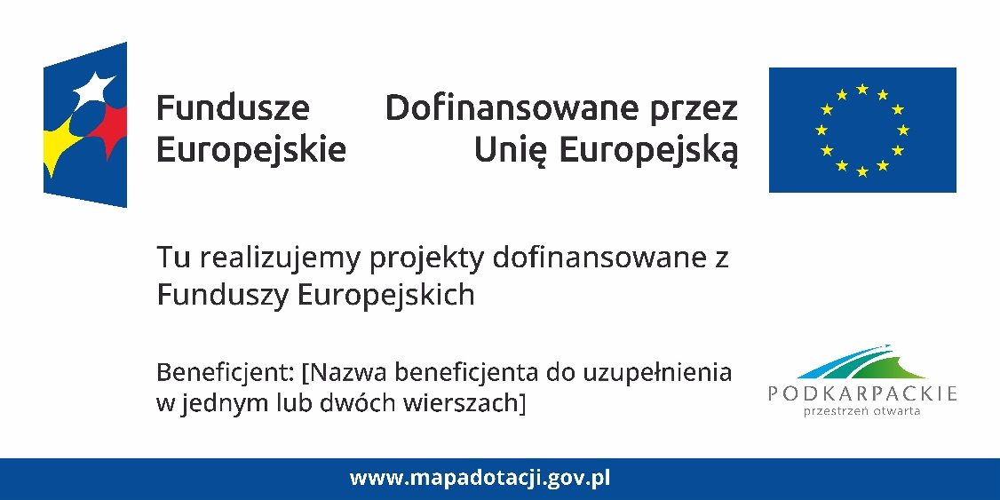 Fundusze
Europejskie
Dofinansowane przez
Unię Europejską
Tu realizujemy projekty dofinansowane z
Funduszy Europejskich
Beneficjent: [Nazwa beneficjenta do uzupełnienia
w jednym lub dwóch wierszach]
PODKARPACKIE
przestrzeń otwarta
www.mapadotacji.gov.pl